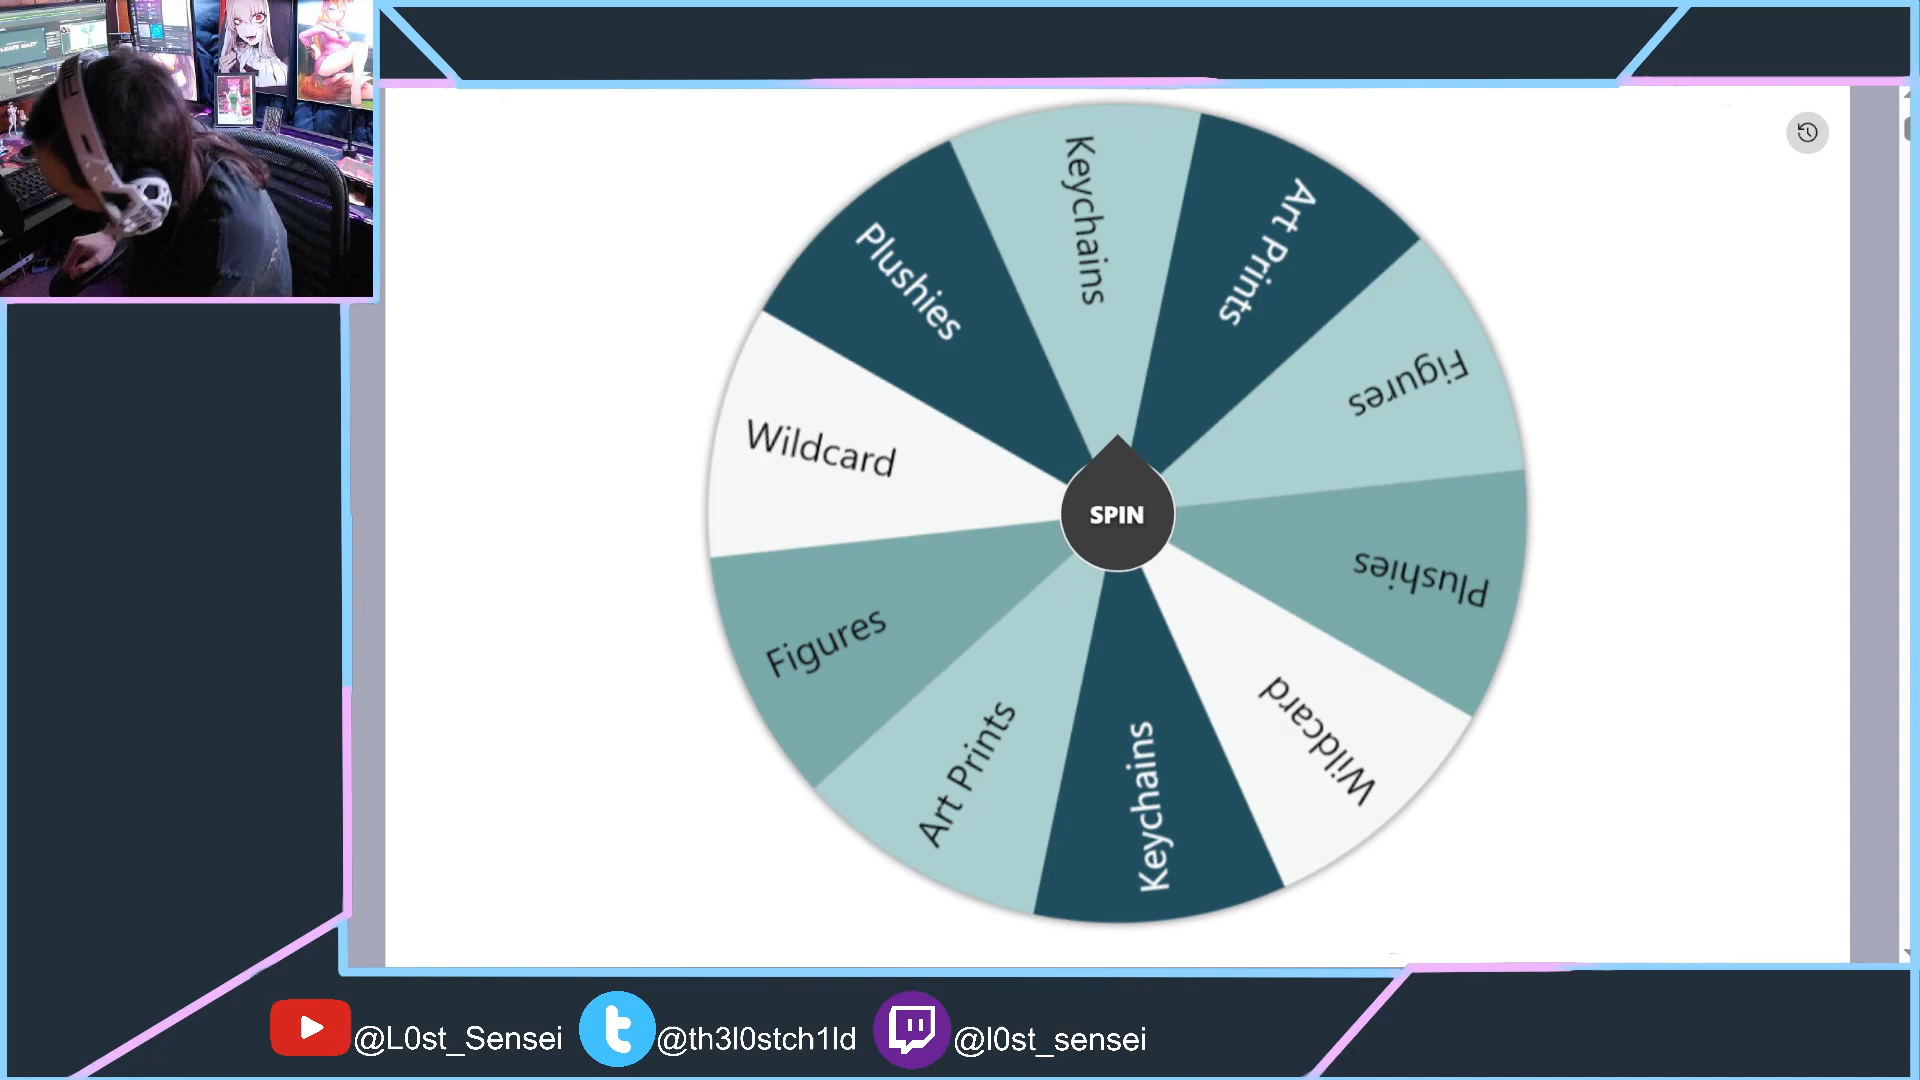 Keychains
Art Prints
Plushies
Figures
Wildcard
SPIN
Plushies
Figures
Wildcard
Art Prints
Keychains
@L0st_Sensei
@th3l0stch1ld
@l0st_sensei